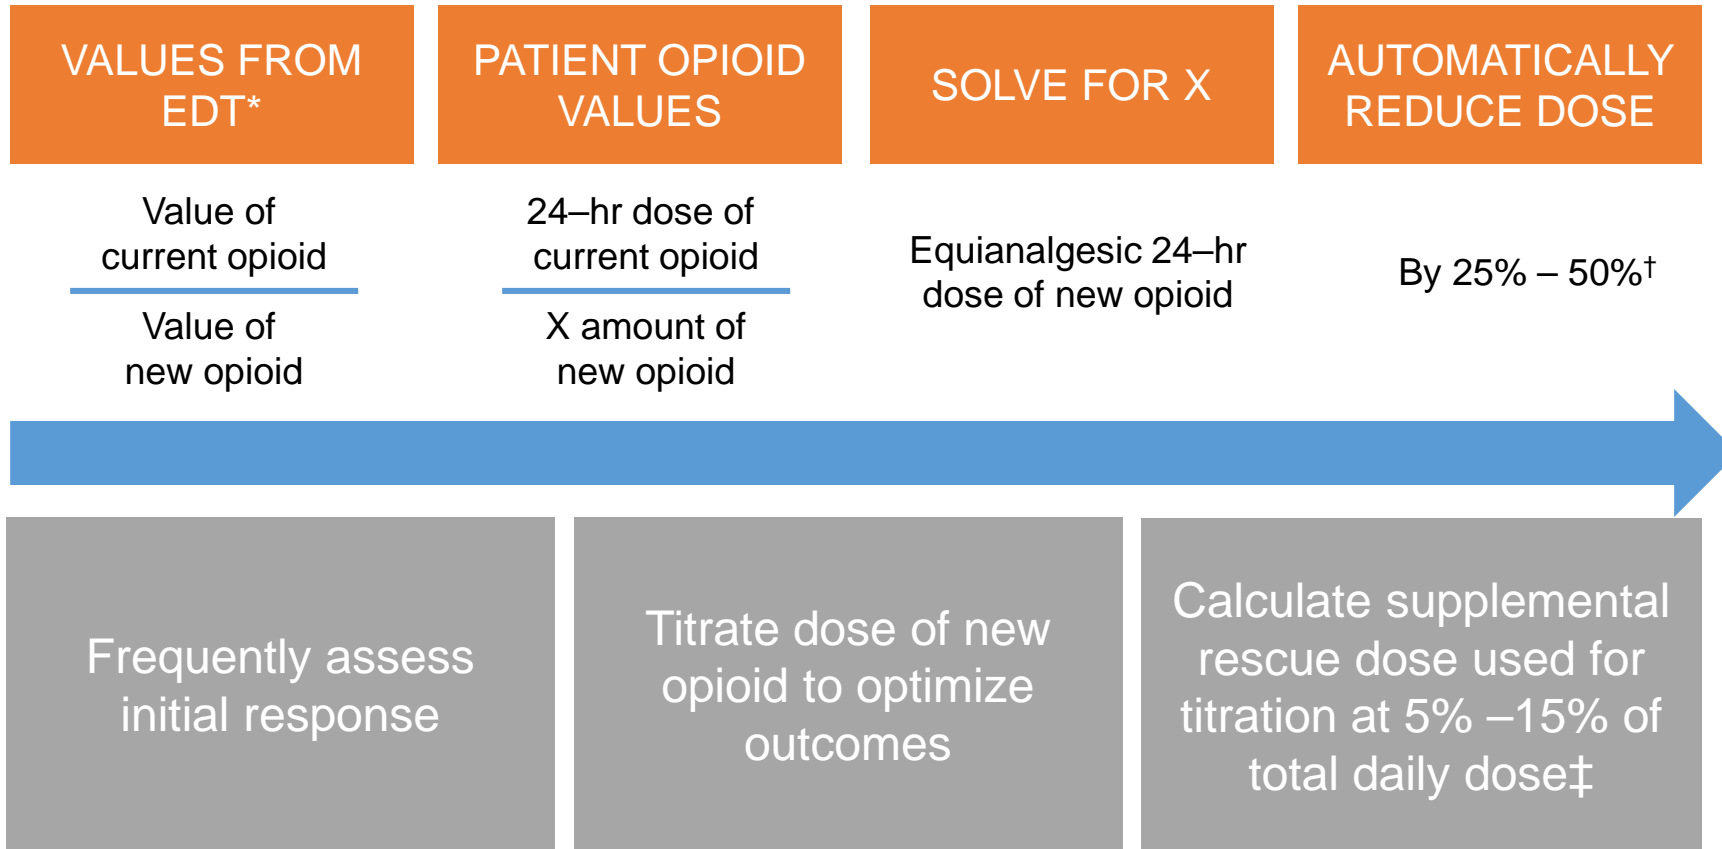 VALUES FROM
EDT*
PATIENT OPIOID
VALUES
SOLVE FOR X
AUTOMATICALLY
REDUCE DOSE
Value of
current opioid
Value of
new opioid
24–hr dose of
current opioid
X amount of
new opioid
Equianalgesic 24–hr
dose of new opioid
By 25% – 50%†
Frequently assess
initial response
Titrate dose of new
opioid to optimize
outcomes
Calculate supplemental
rescue dose used for
titration at 5% –15% of
total daily dose‡